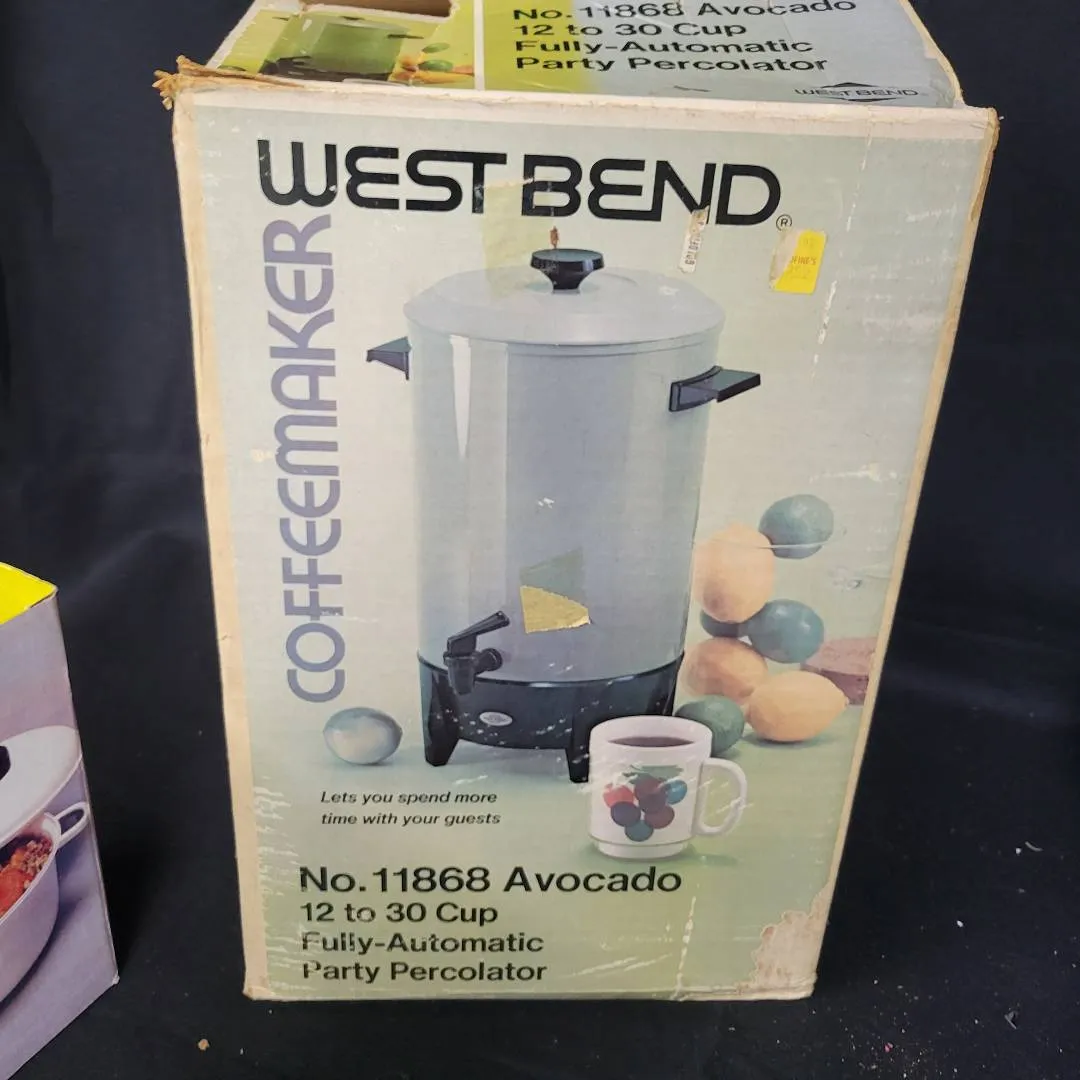 No. 11868 Avocado
12 to 30 Cup
Fully-Automatic
Party Percolator
WEST BEND
WEST BEND®
COFFEEMAKER
Lets you spend more
time with your guests
No. 11868 Avocado
12 to 30 Cup
Fully-Automatic
Party Percolator